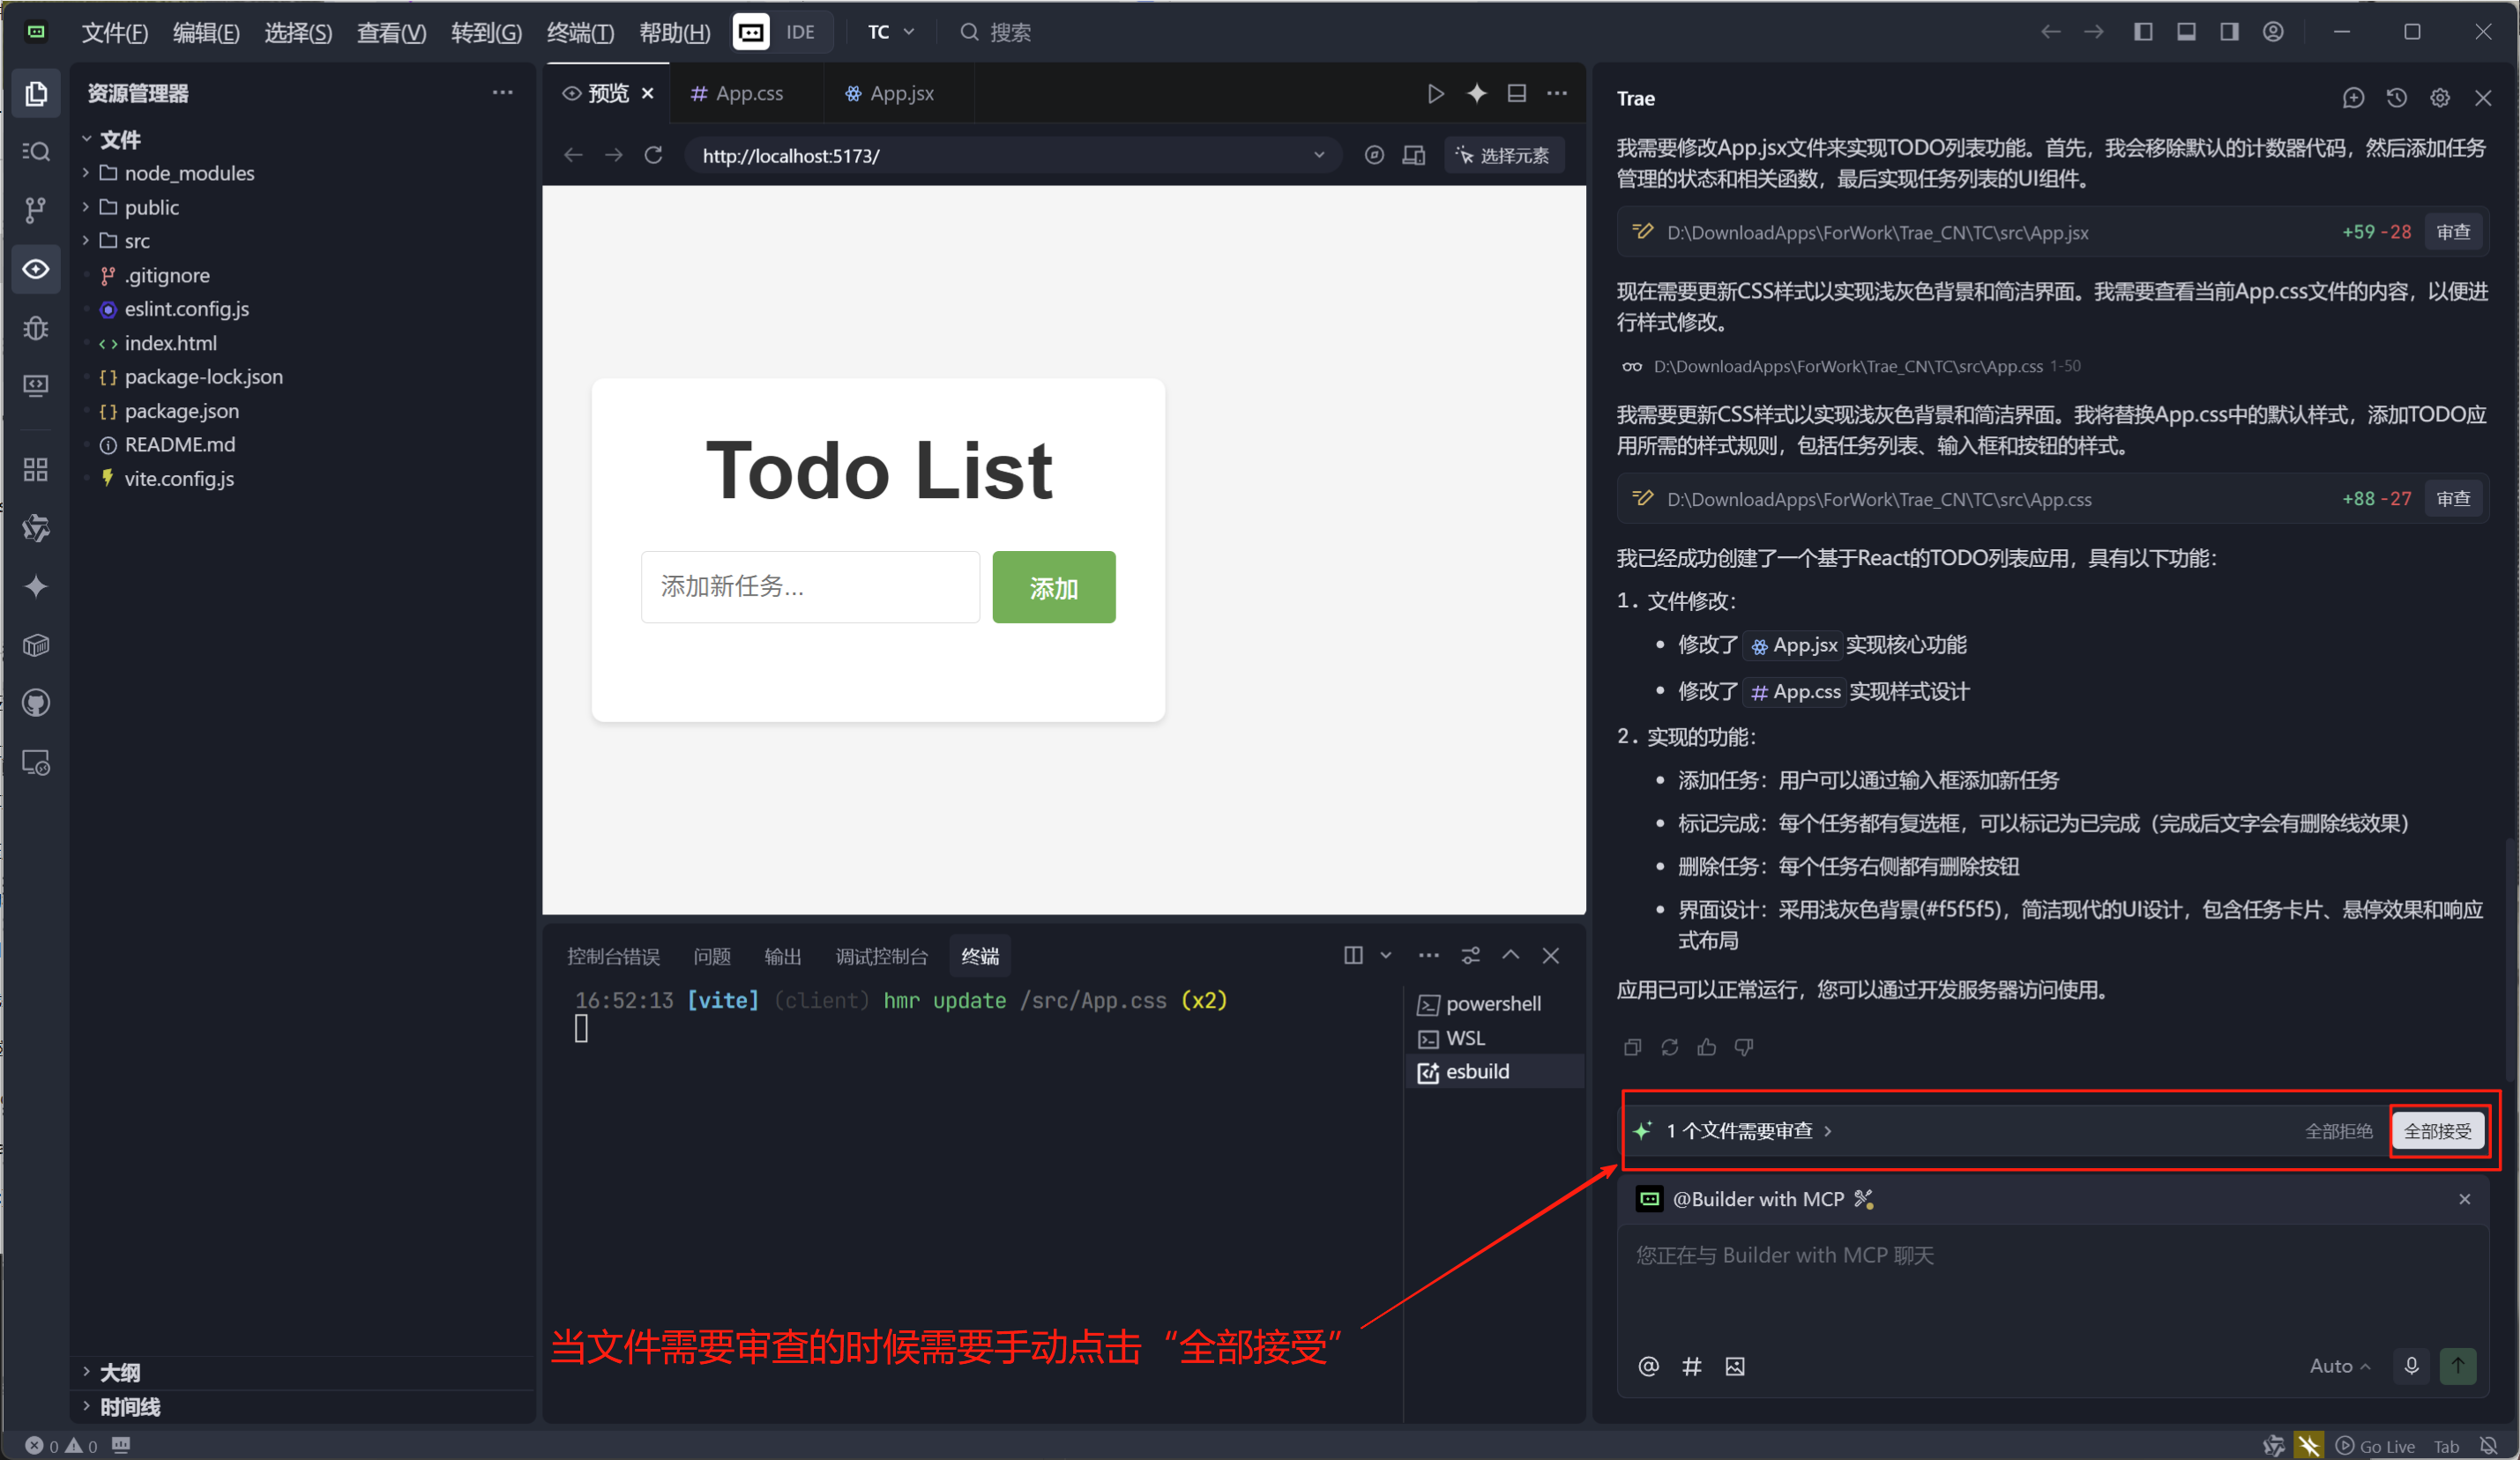 文件(F) 编辑(E) 选择(S) 查看(V) 转到(G) 终端(T) 帮助(H) IDE TC 搜索
资源管理器
文件
node_modules
public
src
.gitignore
eslint.config.js
index.html
package-lock.json
package.json
README.md
vite.config.js
大纲
时间线
预览 App.css App.jsx
http://localhost:5173/ 选择元素
Todo List
添加新任务... 添加
控制台错误 问题 输出 调试控制台 终端
16:52:13 [vite] (client) hmr update /src/App.css (x2)
powershell
WSL
esbuild
当文件需要审查的时候需要手动点击“全部接受”
Trae
我需要修改App.jsx文件来实现TODO列表功能。首先，我会移除默认的计数器代码，然后添加任务
管理的状态和相关函数，最后实现任务列表的UI组件。
D:\DownloadApps\ForWork\Trae_CN\TC\src\App.jsx +59 -28 审查
现在需要更新CSS样式以实现浅灰色背景和简洁界面。我需要查看当前App.css文件的内容，以便进
行样式修改。
D:\DownloadApps\ForWork\Trae_CN\TC\src\App.css 1-50
我需要更新CSS样式以实现浅灰色背景和简洁界面。我将替换App.css中的默认样式，添加TODO应
用所需的样式规则，包括任务列表、输入框和按钮的样式。
D:\DownloadApps\ForWork\Trae_CN\TC\src\App.css +88 -27 审查
我已经成功创建了一个基于React的TODO列表应用，具有以下功能：
1. 文件修改：
• 修改了 App.jsx 实现核心功能
• 修改了 # App.css 实现样式设计
2. 实现的功能：
• 添加任务：用户可以通过输入框添加新任务
• 标记完成：每个任务都有复选框，可以标记为已完成（完成后文字会有删除线效果）
• 删除任务：每个任务右侧都有删除按钮
• 界面设计：采用浅灰色背景(#f5f5f5)，简洁现代的UI设计，包含任务卡片、悬停效果和响应
式布局
应用已可以正常运行，您可以通过开发服务器访问使用。
1 个文件需要审查 全部拒绝 全部接受
@Builder with MCP
您正在与 Builder with MCP 聊天
Auto
0 0 Go Live Tab